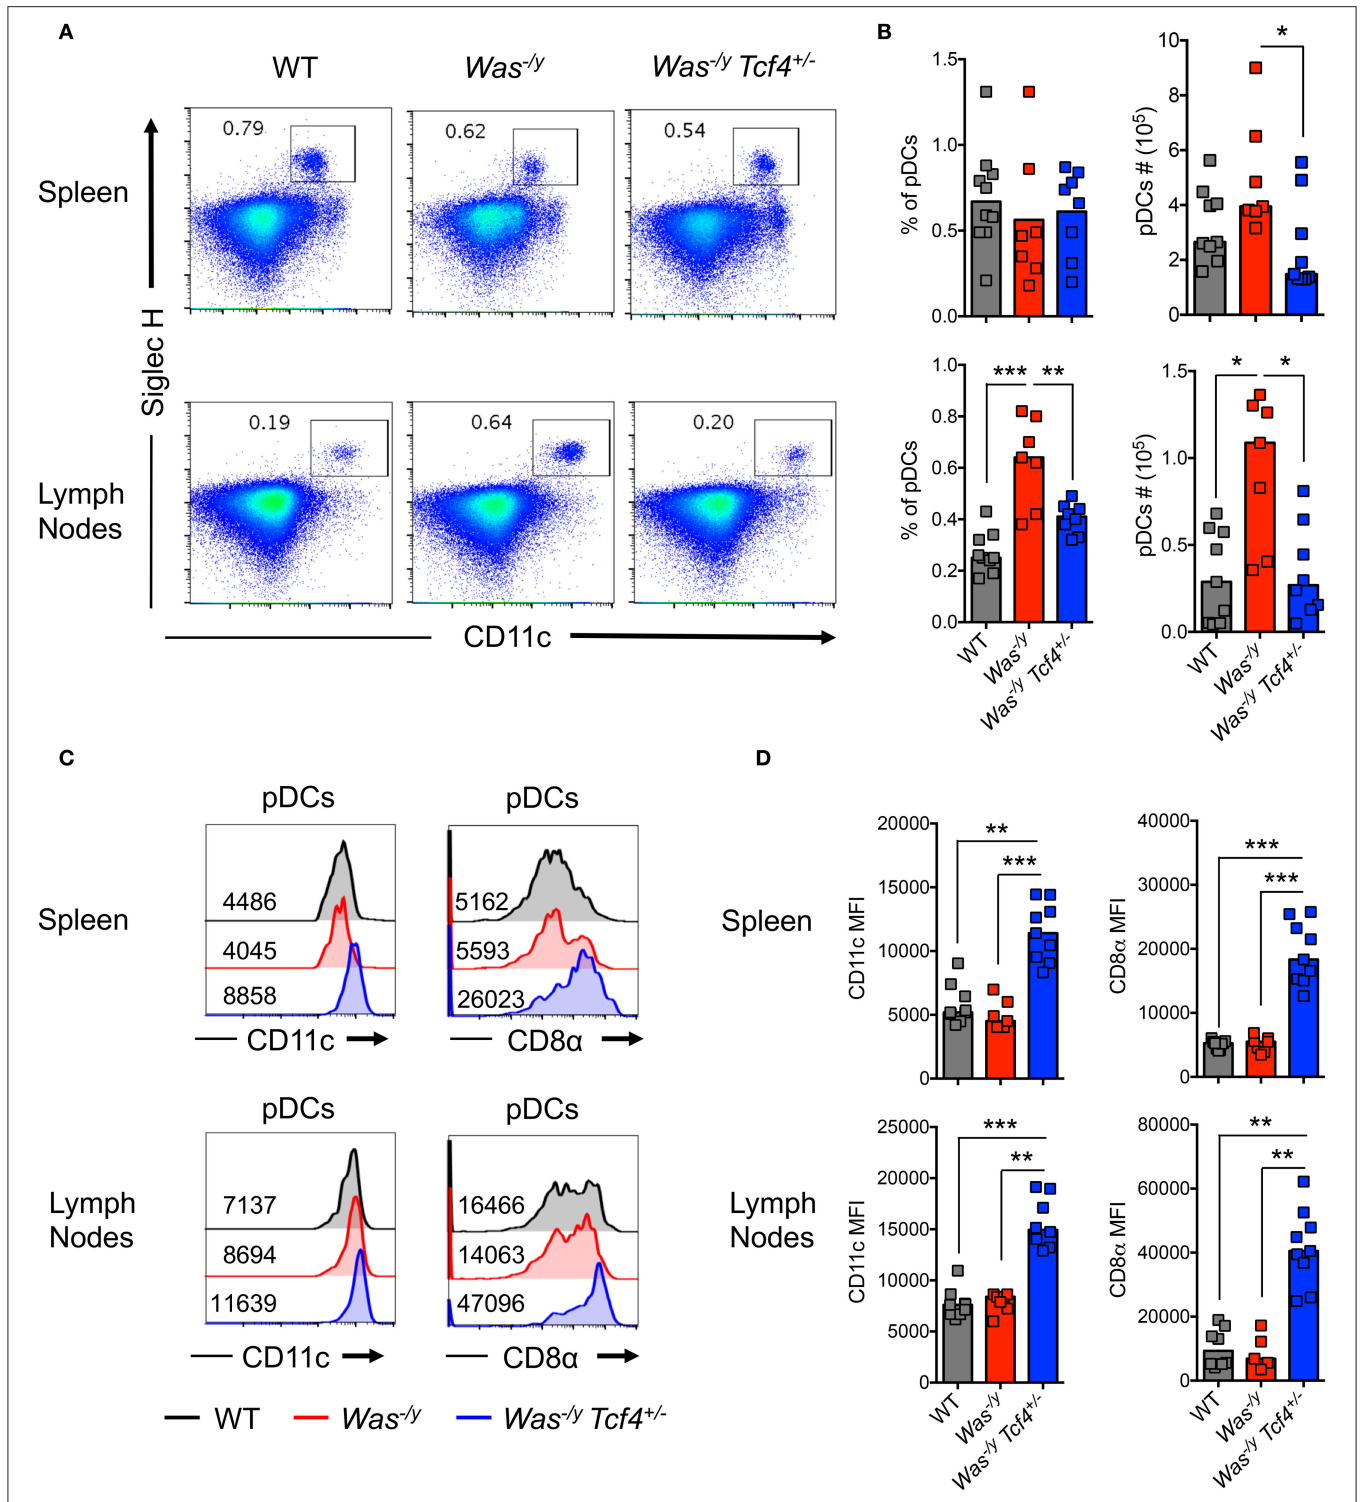 A
WT
Was-/y
Was-/y Tcf4+/-
Spleen
0.79
0.62
0.54
Siglec H
Lymph
Nodes
0.19
0.64
0.20
CD11c
B
% of pDCs
1.5
1.0
0.5
0.0
pDCs # (10^5)
10
8
6
4
2
0
*
% of pDCs
1.0
0.8
0.6
0.4
0.2
0.0
*** **
WT
Was-/y
Was-/y Tcf4+/-
pDCs # (10^5)
1.5
1.0
0.5
0.0
* *
WT
Was-/y
Was-/y Tcf4+/-
C
pDCs
pDCs
Spleen
4486
4045
8858
CD11c
5162
5593
26023
CD8α
pDCs
pDCs
Lymph
Nodes
7137
8694
11639
CD11c
16466
14063
47096
CD8α
WT
Was-/y
Was-/y Tcf4+/-
D
Spleen
CD11c MFI
20000
15000
10000
5000
0
**
***
CD8α MFI
40000
30000
20000
10000
0
***
***
Lymph
Nodes
CD11c MFI
25000
20000
15000
10000
5000
0
***
**
WT
Was-/y
Was-/y Tcf4+/-
CD8α MFI
80000
60000
40000
20000
0
**
**
WT
Was-/y
Was-/y Tcf4+/-